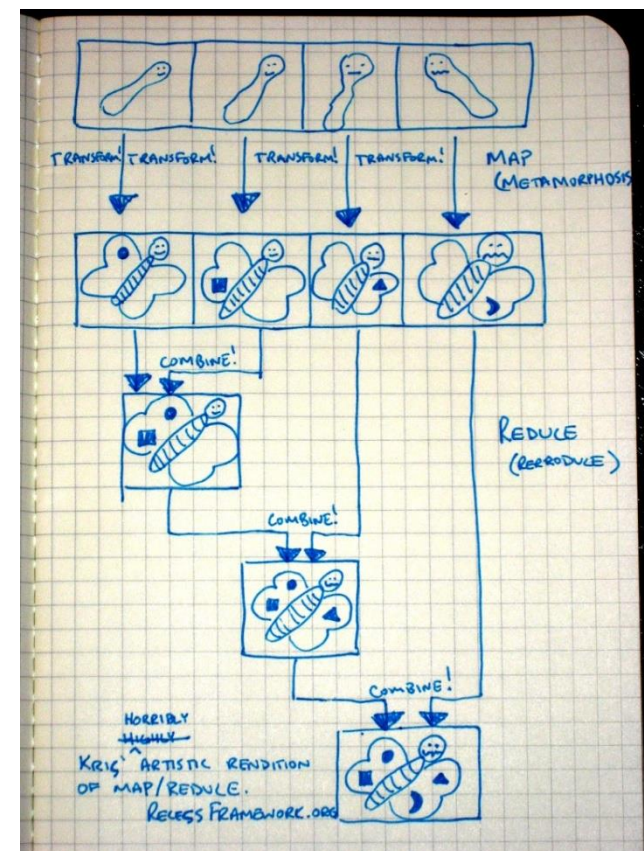 TRANSFORM! TRANSFORM! TRANSFORM! TRANSFORM! MAP
(METAMORPHOSIS
COMBINE!
REDUCE
(REPRODUCE)
COMBINE!
COMBINE!
HORRIBLY
HIGHLY
KRIS' ^ ARTISTIC RENDITION
OF MAP/REDUCE.
RECESS FRAMEWORK.ORG